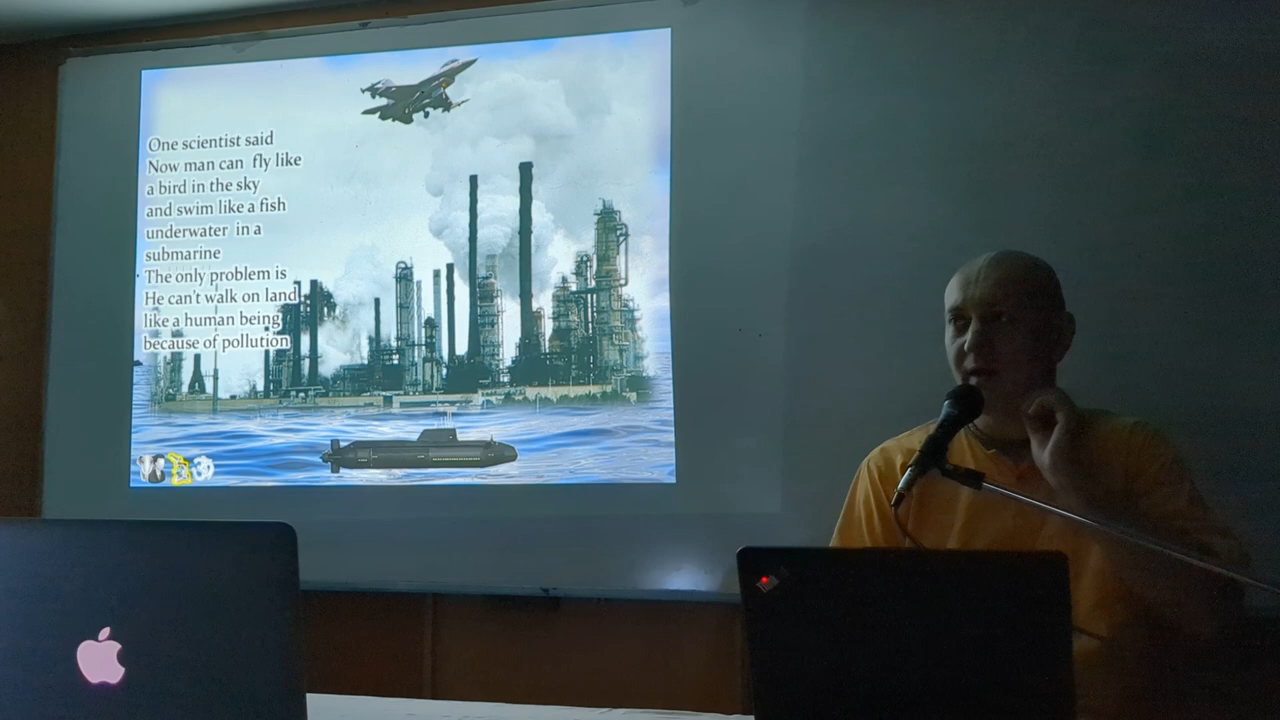 One scientist said
Now man can fly like
a bird in the sky
and swim like a fish
underwater in a
submarine
The only problem is
He can't walk on land
like a human being
because of pollution